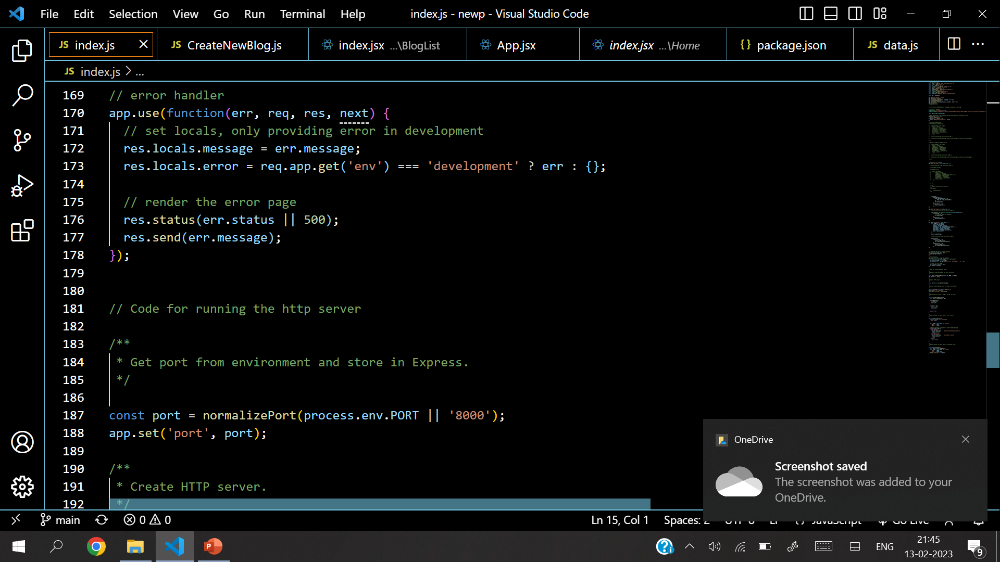 File Edit Selection View Go Run Terminal Help index.js - newp - Visual Studio Code
JS index.js JS CreateNewBlog.js index.jsx ...\BlogList App.jsx index.jsx ...\Home {} package.json JS data.js ...
JS index.js > ...
169 // error handler
170 app.use(function(err, req, res, next) {
171   // set locals, only providing error in development
172   res.locals.message = err.message;
173   res.locals.error = req.app.get('env') === 'development' ? err : {};
174
175   // render the error page
176   res.status(err.status || 500);
177   res.send(err.message);
178 });
179
180
181 // Code for running the http server
182
183 /**
184  * Get port from environment and store in Express.
185  */
186
187 const port = normalizePort(process.env.PORT || '8000');
188 app.set('port', port);
189
190 /**
191  * Create HTTP server.
192  */
OneDrive
Screenshot saved
The screenshot was added to your
OneDrive.
main 0 0 Ln 15, Col 1 Spaces: 2 UTF-8 LF {} JavaScript Go Live
P ENG 21:45
13-02-2023
9